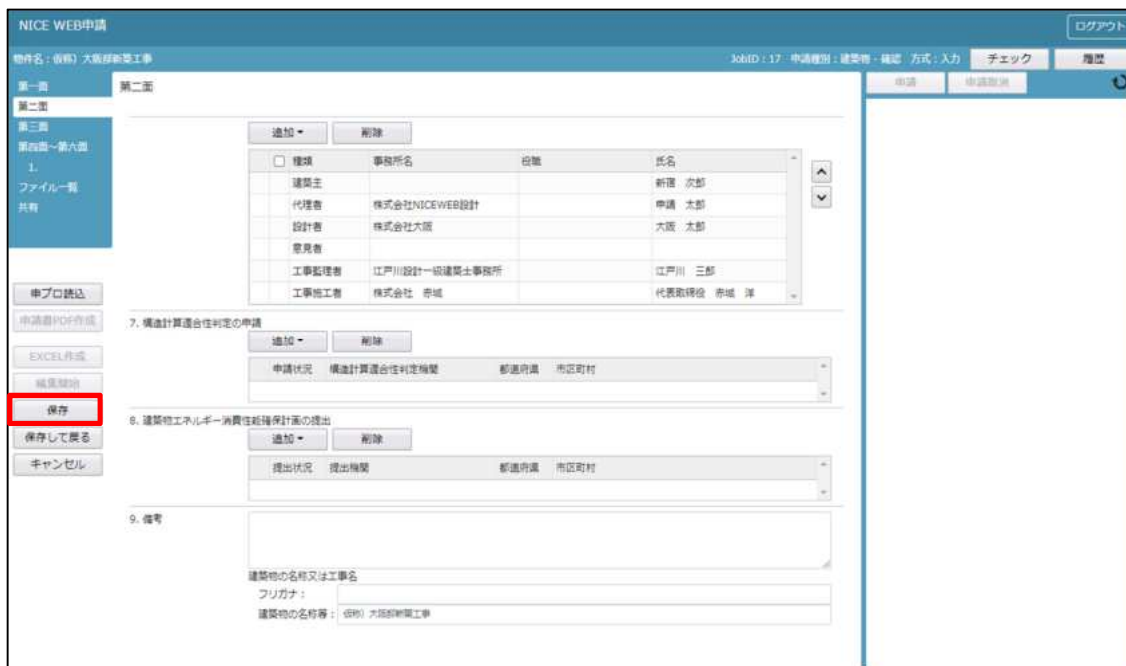 NICE WEB申請
ログアウト
物件名：仮称）大阪邸新築工事
JobID：17 申請種別：建築物 - 確認 方式：入力
チェック
履歴
第一面
第二面
第三面
第四面～第六面
1.
ファイル一覧
共有
第二面
申請
申請取消
追加
削除
種類 事務所名 役職 氏名
建築主 新宿 次郎
代理者 株式会社NICEWEB設計 申請 太郎
設計者 株式会社大阪 大阪 太郎
意見者
工事監理者 江戸川設計一級建築士事務所 江戸川 三郎
工事施工者 株式会社 赤城 代表取締役 赤城 洋
申プロ読込
申請書PDF作成
EXCEL作成
編集開始
保存
保存して戻る
キャンセル
7. 構造計算適合性判定の申請
追加
削除
申請状況 構造計算適合性判定機関 都道府県 市区町村
8. 建築物エネルギー消費性能確保計画の提出
追加
削除
提出状況 提出機関 都道府県 市区町村
9. 備考
建築物の名称又は工事名
フリガナ：
建築物の名称等： 仮称）大阪邸新築工事